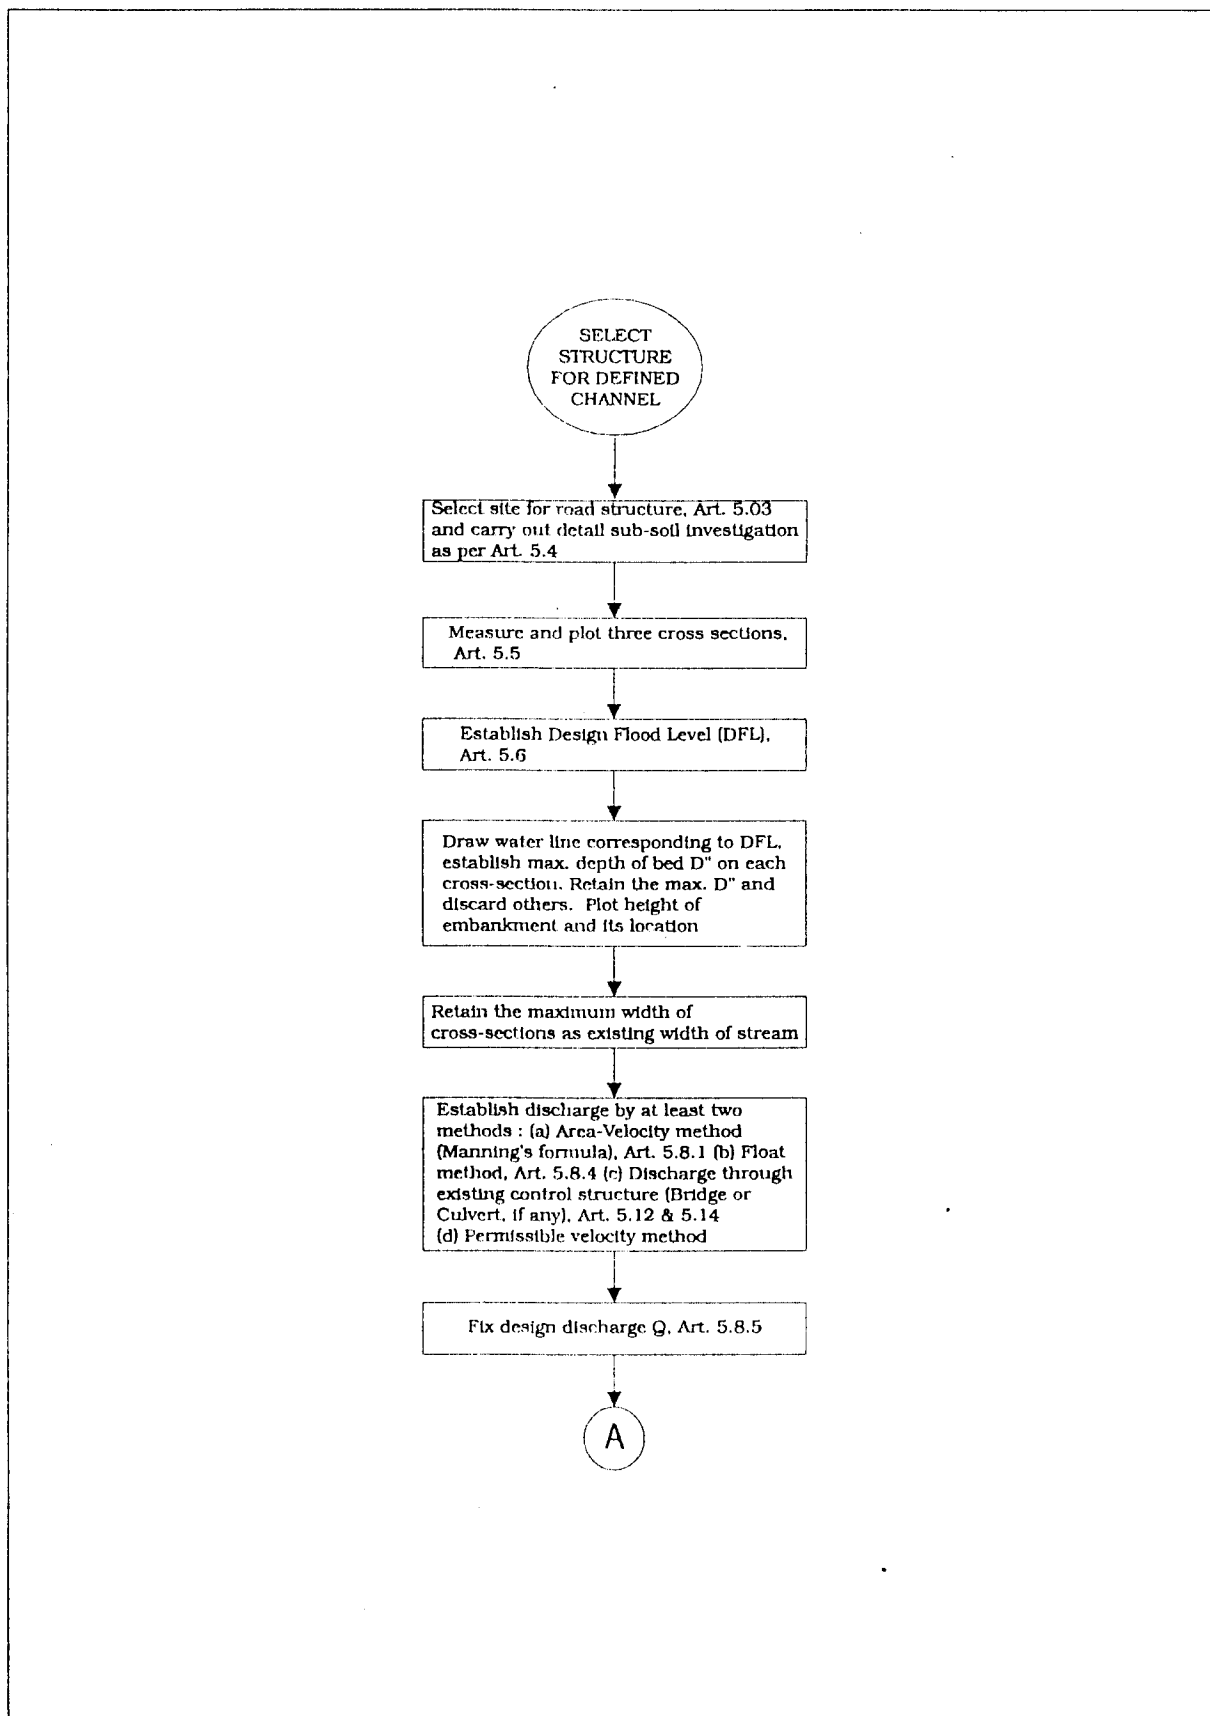 SELECT
STRUCTURE
FOR DEFINED
CHANNEL
Select site for road structure, Art. 5.03
and carry out detail sub-soil investigation
as per Art. 5.4
Measure and plot three cross sections,
Art. 5.5
Establish Design Flood Level (DFL),
Art. 5.6
Draw water line corresponding to DFL,
establish max. depth of bed D" on each
cross-section. Retain the max. D" and
discard others. Plot height of
embankment and its location
Retain the maximum width of
cross-sections as existing width of stream
Establish discharge by at least two
methods : (a) Area-Velocity method
(Manning's formula), Art. 5.8.1 (b) Float
method, Art. 5.8.4 (c) Discharge through
existing control structure (Bridge or
Culvert, if any), Art. 5.12 & 5.14
(d) Permissible velocity method
Fix design discharge Q, Art. 5.8.5
A